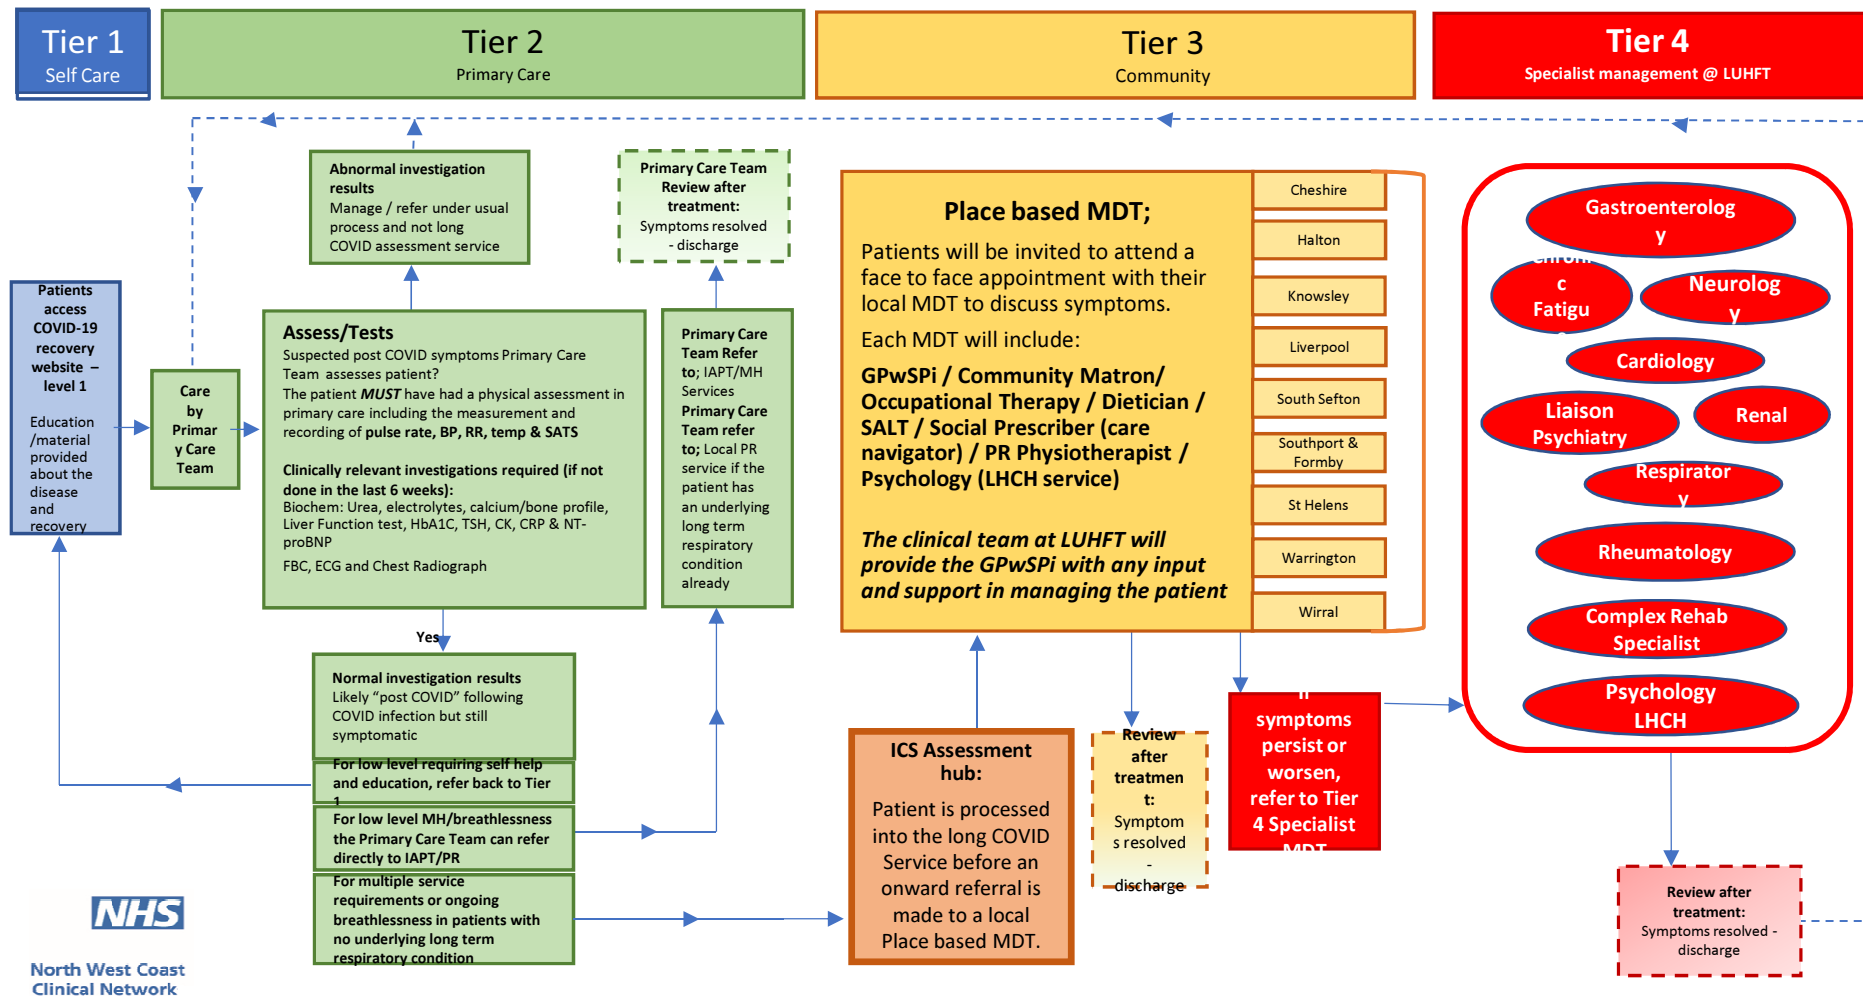 Tier 1
Self Care
Tier 2
Primary Care
Tier 3
Community
Tier 4
Specialist management @ LUHFT
Patients
access
COVID-19
recovery
website –
level 1
Education
/material
provided
about the
disease
and
recovery
Care
by
Primar
y Care
Team
Abnormal investigation
results
Manage / refer under usual
process and not long
COVID assessment service
Assess/Tests
Suspected post COVID symptoms Primary Care
Team assesses patient?
The patient MUST have had a physical assessment in
primary care including the measurement and
recording of pulse rate, BP, RR, temp & SATS
Clinically relevant investigations required (if not
done in the last 6 weeks):
Biochem: Urea, electrolytes, calcium/bone profile,
Liver Function test, HbA1C, TSH, CK, CRP & NT-
proBNP
FBC, ECG and Chest Radiograph
Yes
Normal investigation results
Likely “post COVID” following
COVID infection but still
symptomatic
For low level requiring self help
and education, refer back to Tier
1
For low level MH/breathlessness
the Primary Care Team can refer
directly to IAPT/PR
For multiple service
requirements or ongoing
breathlessness in patients with
no underlying long term
respiratory condition
Primary Care Team
Review after
treatment:
Symptoms resolved
- discharge
Primary Care
Team Refer
to; IAPT/MH
Services
Primary Care
Team refer
to; Local PR
service if the
patient has
an underlying
long term
respiratory
condition
already
Place based MDT;
Patients will be invited to attend a
face to face appointment with their
local MDT to discuss symptoms.
Each MDT will include:
GPwSPi / Community Matron/
Occupational Therapy / Dietician /
SALT / Social Prescriber (care
navigator) / PR Physiotherapist /
Psychology (LHCH service)
The clinical team at LUHFT will
provide the GPwSPi with any input
and support in managing the patient
Cheshire
Halton
Knowsley
Liverpool
South Sefton
Southport &
Formby
St Helens
Warrington
Wirral
ICS Assessment
hub:
Patient is processed
into the long COVID
Service before an
onward referral is
made to a local
Place based MDT.
Review
after
treatmen
t:
Symptom
s resolved
-
discharge
symptoms
persist or
worsen,
refer to Tier
4 Specialist
MDT
Gastroenterolog
y
Chroni
c
Fatigu
e
Neurolog
y
Cardiology
Liaison
Psychiatry
Renal
Respirator
y
Rheumatology
Complex Rehab
Specialist
Psychology
LHCH
Review after
treatment:
Symptoms resolved -
discharge
NHS
North West Coast
Clinical Network